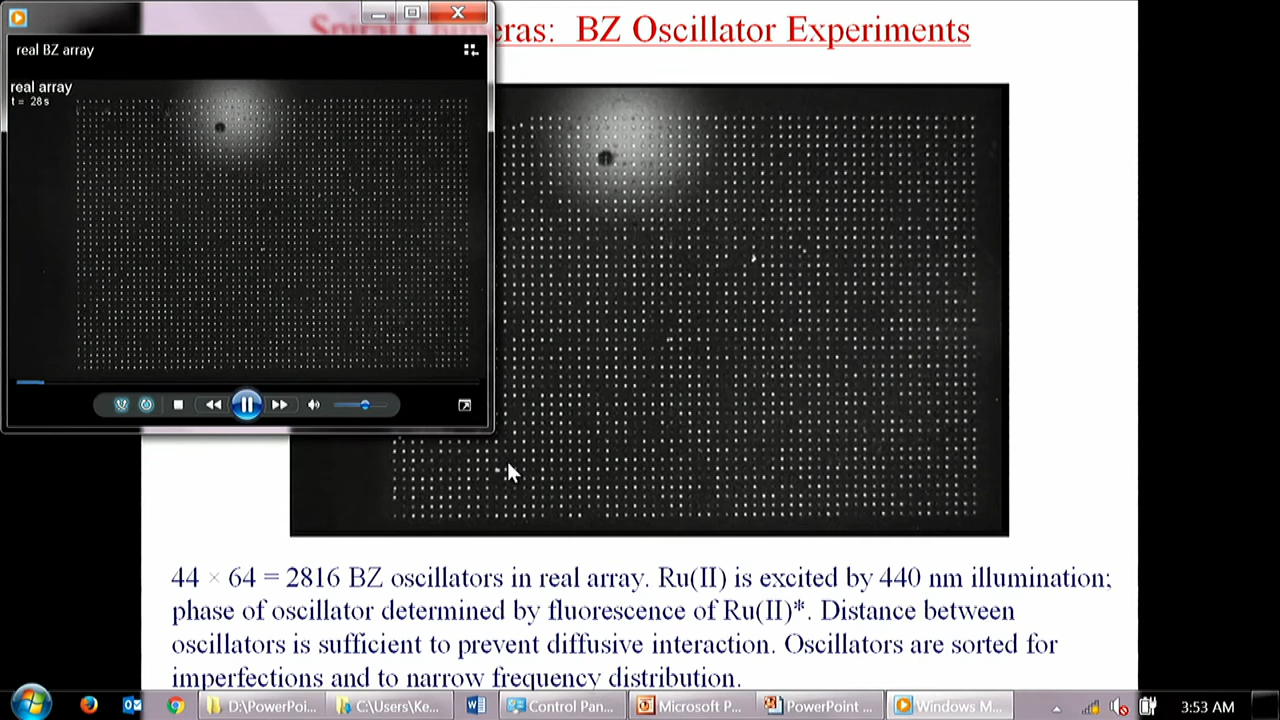 eras: BZ Oscillator Experiments
real BZ array
real array
t = 28 s
44 × 64 = 2816 BZ oscillators in real array. Ru(II) is excited by 440 nm illumination;
phase of oscillator determined by fluorescence of Ru(II)*. Distance between
oscillators is sufficient to prevent diffusive interaction. Oscillators are sorted for
imperfections and to narrow frequency distribution.
D:\PowerPoi...
C:\Users\Ke...
Control Pan...
Microsoft P...
PowerPoint ...
Windows M...
3:53 AM